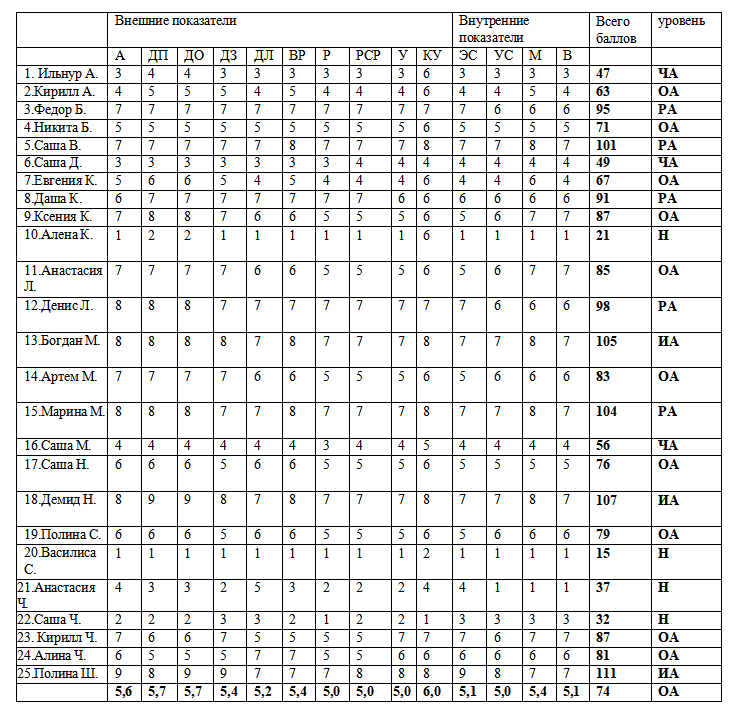 Внешние показатели Внутренние показатели Всего баллов уровень
А ДП ДО ДЗ ДЛ ВР Р РСР У КУ ЭС УС М В
1. Ильнур А. 3 4 4 3 3 3 3 3 3 6 3 3 3 3 47 ЧА
2.Кирилл А. 4 5 5 5 4 5 4 4 4 6 4 4 5 4 63 ОА
3.Федор Б. 7 7 7 7 7 7 7 7 7 7 7 6 6 6 95 РА
4.Никита Б. 5 5 5 5 5 5 5 5 5 6 5 5 5 5 71 ОА
5.Саша В. 7 7 7 7 7 8 7 7 7 8 7 7 8 7 101 РА
6.Саша Д. 3 3 3 3 3 3 3 4 4 4 4 4 4 4 49 ЧА
7.Евгения К. 5 6 6 5 4 5 4 4 4 6 4 4 6 4 67 ОА
8.Даша К. 6 7 7 7 7 7 7 7 6 6 6 6 6 6 91 РА
9.Ксения К. 7 8 8 7 6 6 5 5 5 6 5 6 7 7 87 ОА
10.Алена К. 1 2 2 1 1 1 1 1 1 6 1 1 1 1 21 Н
11.Анастасия Л. 7 7 7 7 6 6 5 5 5 6 5 6 7 7 85 ОА
12.Денис Л. 8 8 8 7 7 7 7 7 7 7 7 6 6 6 98 РА
13.Богдан М. 8 8 8 8 7 8 7 7 7 8 7 7 8 7 105 ИА
14.Артем М. 7 7 7 7 6 6 5 5 5 6 5 6 6 6 83 ОА
15.Марина М. 8 8 8 7 7 8 7 7 7 8 7 7 8 7 104 РА
16.Саша М. 4 4 4 4 4 4 3 4 4 5 4 4 4 4 56 ЧА
17.Саша Н. 6 6 6 5 6 6 5 5 5 6 5 5 5 5 76 ОА
18.Демид Н. 8 9 9 8 7 8 7 7 7 8 7 7 8 7 107 ИА
19.Полина С. 6 6 6 5 6 6 5 5 5 6 5 6 6 6 79 ОА
20.Василиса С. 1 1 1 1 1 1 1 1 1 2 1 1 1 1 15 Н
21.Анастасия Ч. 4 3 3 2 5 3 2 2 2 4 4 1 1 1 37 Н
22.Саша Ч. 2 2 2 3 3 2 1 2 2 1 3 3 3 3 32 Н
23. Кирилл Ч. 7 6 6 7 5 5 5 5 7 7 7 6 7 7 87 ОА
24.Алина Ч. 6 5 5 5 7 7 5 5 6 6 6 6 6 6 81 ОА
25.Полина Ш. 9 8 9 9 7 7 7 8 8 8 9 8 7 7 111 ИА
5,6 5,7 5,7 5,4 5,2 5,4 5,0 5,0 5,0 6,0 5,1 5,0 5,4 5,1 74 ОА